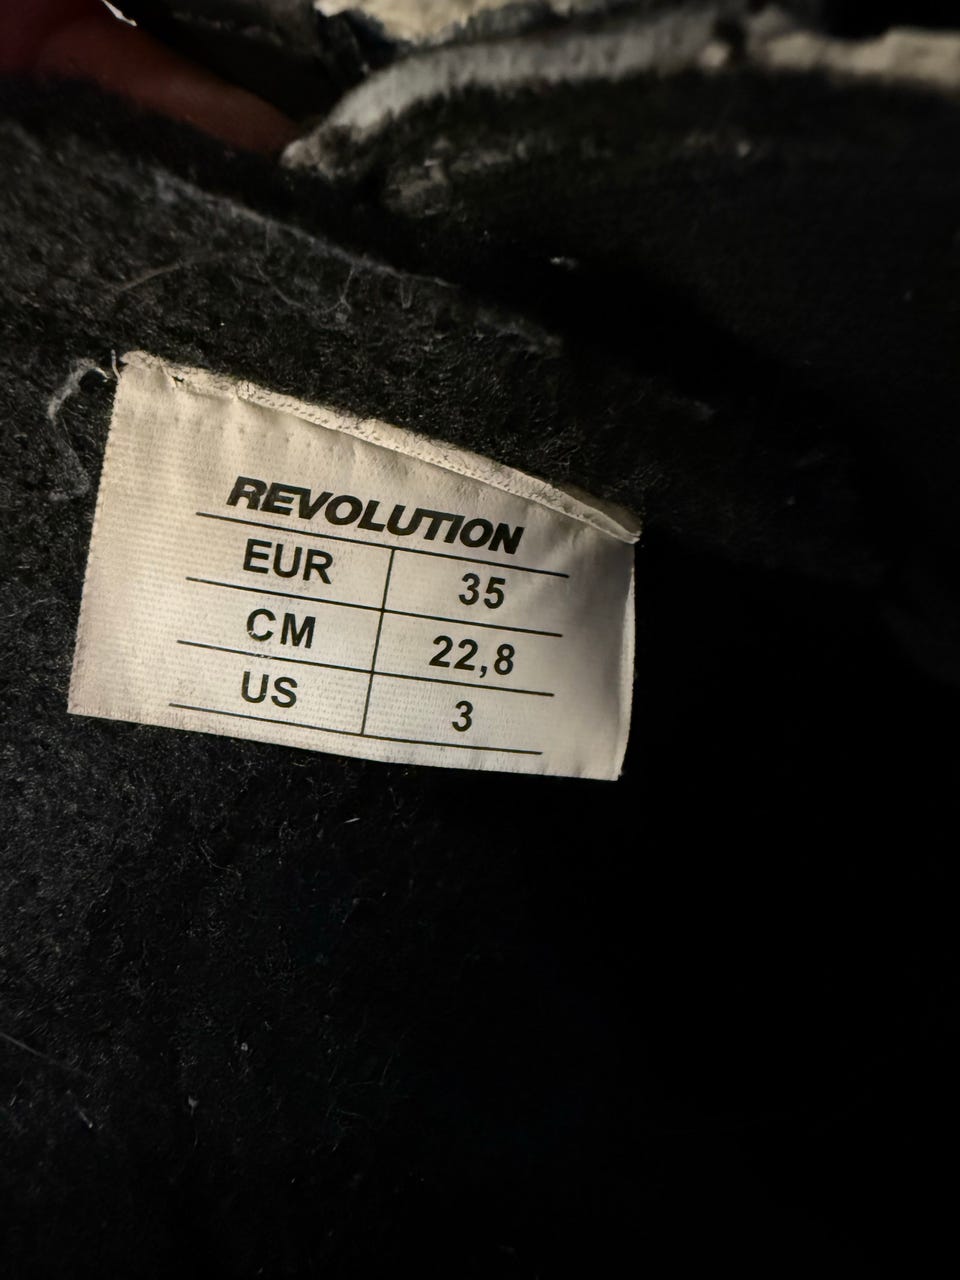 REVOLUTION
EUR 35
CM 22,8
US 3